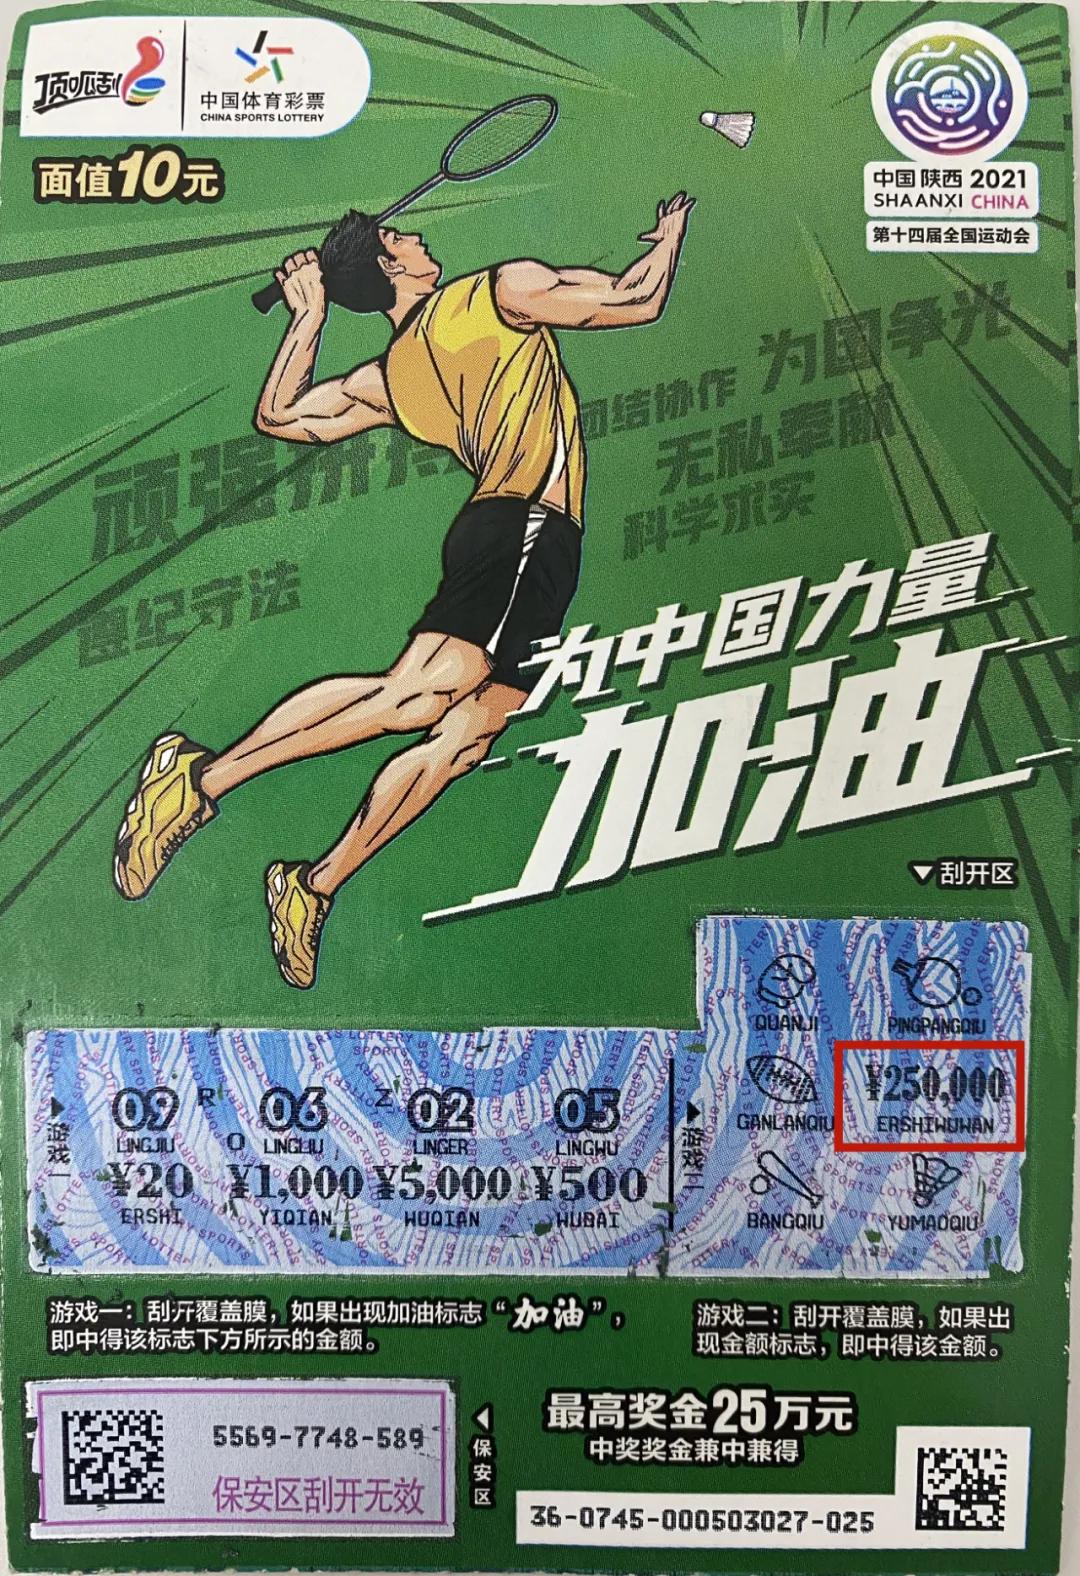 顶呱刮
中国体育彩票
CHINA SPORTS LOTTERY
面值10元
中国 陕西 2021
SHAANXI CHINA
第十四届全国运动会
为国争光
团结协作
无私奉献
顽强拼搏
科学求实
遵纪守法
为中国力量
加油
▼刮开区
QUANJI
PINGPANGQIU
GANLANQIU
¥250,000
ERSHIWUWAN
BANGQIU
YUMAOQIU
游戏二
游戏一
09 R 06 Z 02 05
LINGJIU O LINGLIU LINGER LINGWU
¥20 ¥1,000 ¥5,000 ¥500
ERSHI YIQIAN WUQIAN WUBAI
游戏一：刮开覆盖膜，如果出现加油标志“加油”，
即中得该标志下方所示的金额。
游戏二：刮开覆盖膜，如果出
现金额标志，即中得该金额。
5569-7748-589
保安区刮开无效
保安区
最高奖金25万元
中奖奖金兼中兼得
36-0745-000503027-025